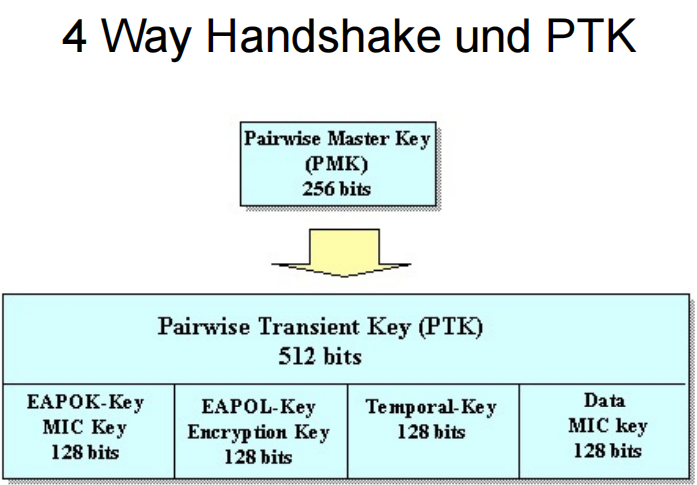 4 Way Handshake und PTK
Pairwise Master Key
(PMK)
256 bits
Pairwise Transient Key (PTK)
512 bits
EAPOK-Key
MIC Key
128 bits
EAPOL-Key
Encryption Key
128 bits
Temporal-Key
128 bits
Data
MIC key
128 bits